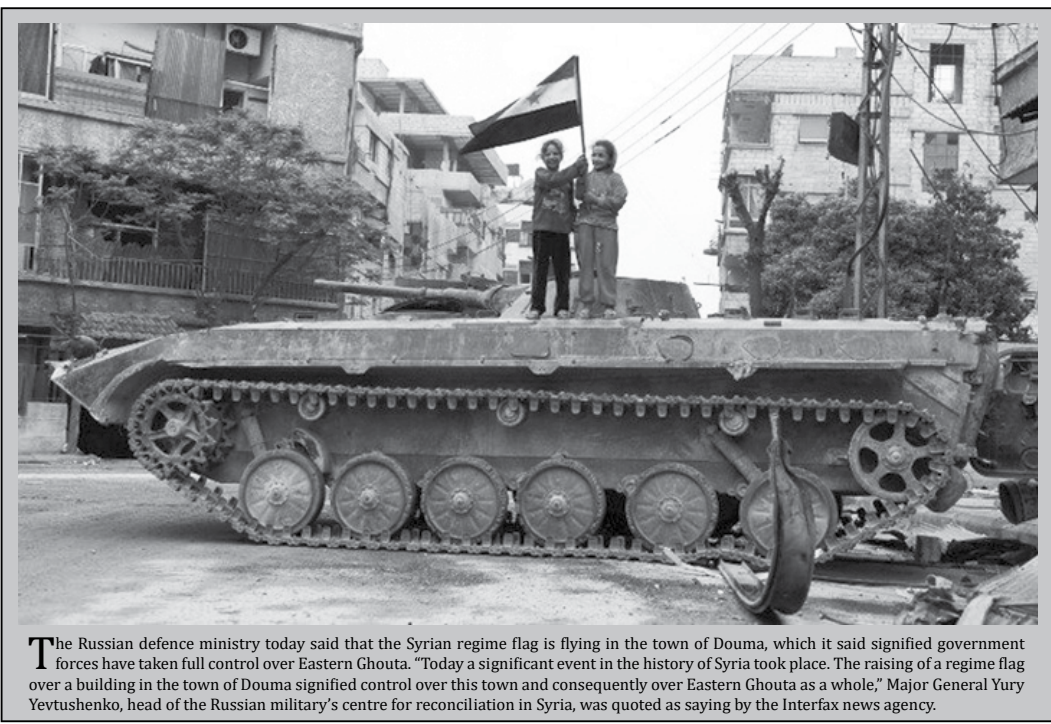 The Russian defence ministry today said that the Syrian regime flag is flying in the town of Douma, which it said signified government
forces have taken full control over Eastern Ghouta. “Today a significant event in the history of Syria took place. The raising of a regime flag
over a building in the town of Douma signified control over this town and consequently over Eastern Ghouta as a whole,” Major General Yury
Yevtushenko, head of the Russian military’s centre for reconciliation in Syria, was quoted as saying by the Interfax news agency.